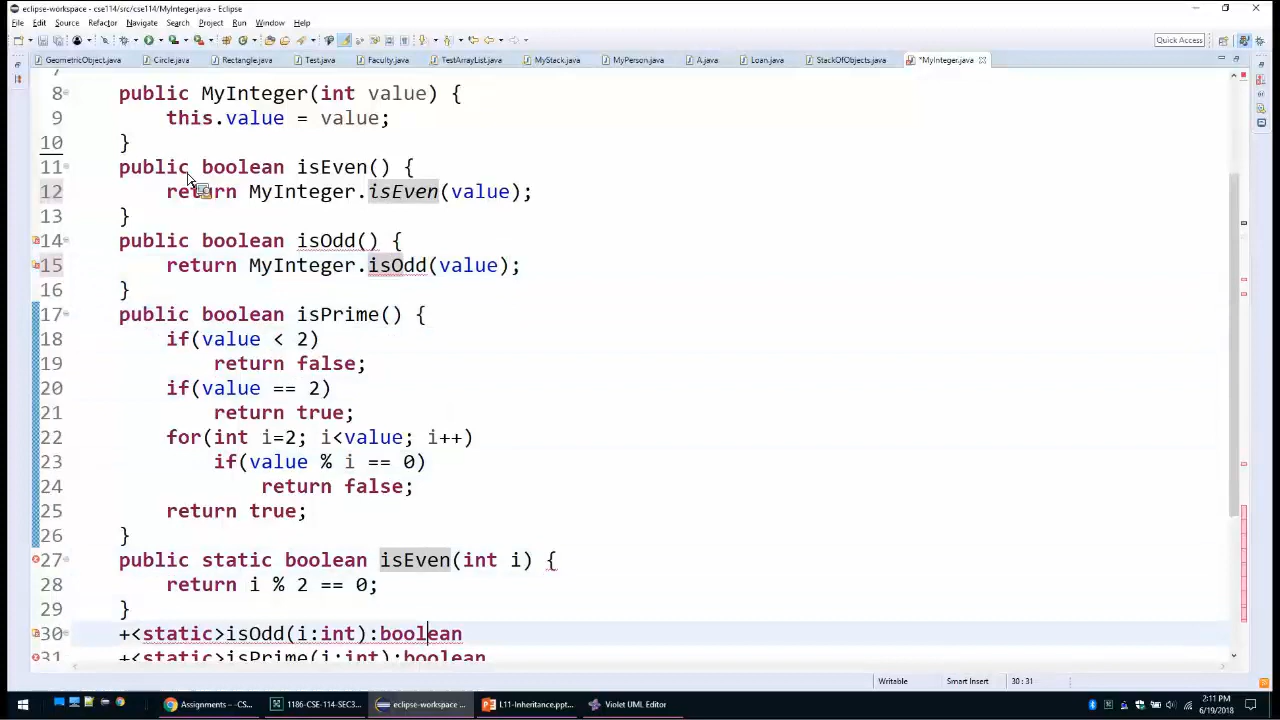 eclipse-workspace - cse114/src/cse114/MyInteger.java - Eclipse
File Edit Source Refactor Navigate Search Project Run Window Help
Quick Access
GeometricObject.java Circle.java Rectangle.java Test.java Faculty.java TestArrayList.java MyStack.java MyPerson.java A.java Loan.java StackOfObjects.java *MyInteger.java
7
8 public MyInteger(int value) {
9 this.value = value;
10 }
11 public boolean isEven() {
12 return MyInteger.isEven(value);
13 }
14 public boolean isOdd() {
15 return MyInteger.isOdd(value);
16 }
17 public boolean isPrime() {
18 if(value < 2)
19 return false;
20 if(value == 2)
21 return true;
22 for(int i=2; i<value; i++)
23 if(value % i == 0)
24 return false;
25 return true;
26 }
27 public static boolean isEven(int i) {
28 return i % 2 == 0;
29 }
30 +<static>isOdd(i:int):boolean
31 +<static>isPrime(i:int):boolean
Writable Smart Insert 30 : 31
Assignments -- CS... 1186-CSE-114-SEC3... eclipse-workspace ... L11-Inheritance.ppt... Violet UML Editor
2:11 PM
6/19/2018